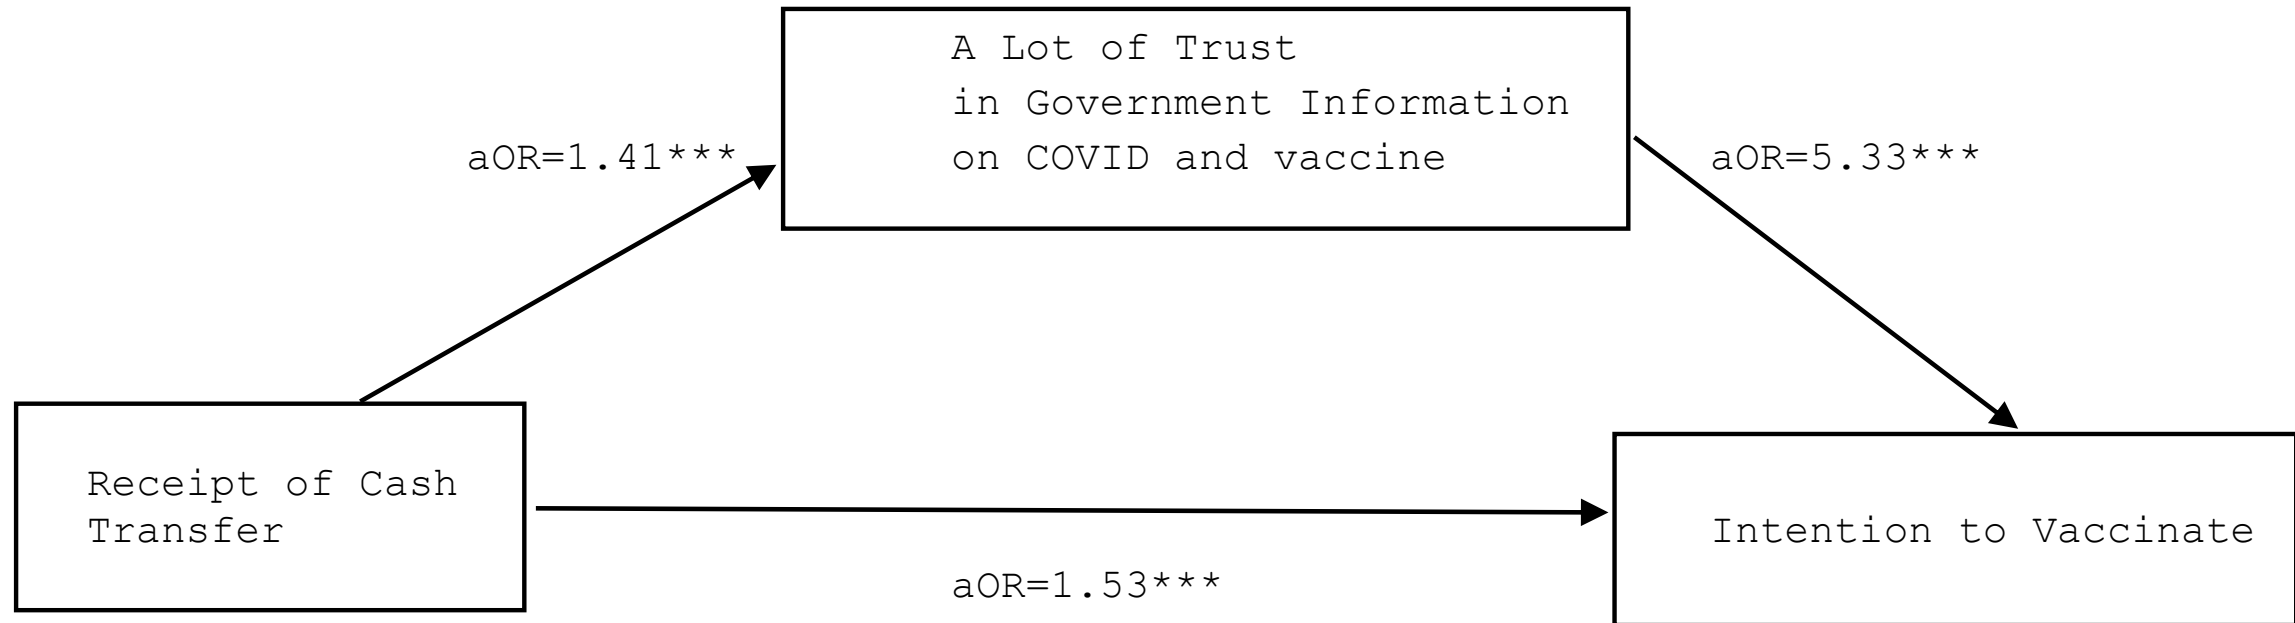 A Lot of Trust
in Government Information
on COVID and vaccine
aOR=1.41***
aOR=5.33***
Receipt of Cash
Transfer
Intention to Vaccinate
aOR=1.53***